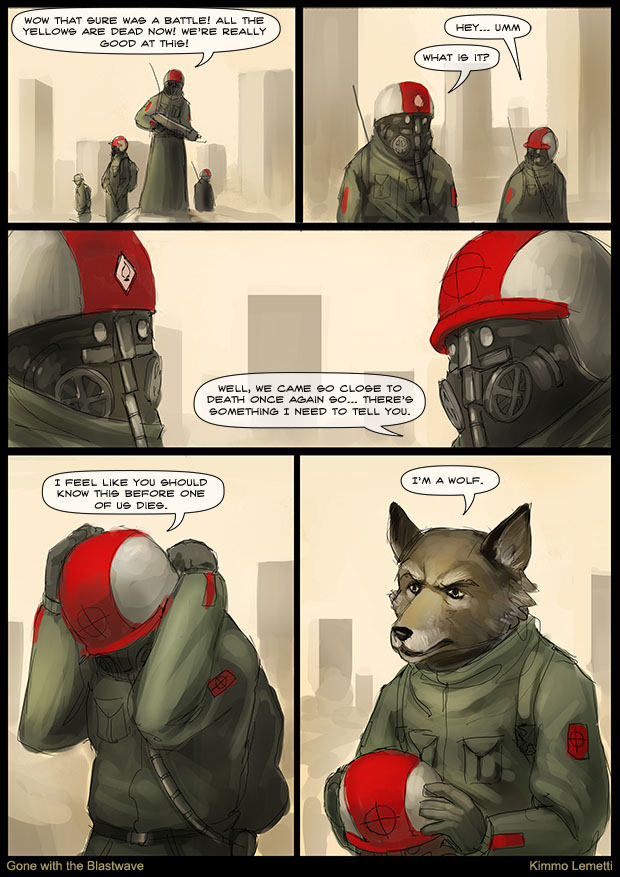 WOW THAT SURE WAS A BATTLE! ALL THE
YELLOWS ARE DEAD NOW! WE'RE REALLY
GOOD AT THIS!
HEY... UMM
WHAT IS IT?
WELL, WE CAME SO CLOSE TO
DEATH ONCE AGAIN SO... THERE'S
SOMETHING I NEED TO TELL YOU.
I FEEL LIKE YOU SHOULD
KNOW THIS BEFORE ONE
OF US DIES.
I'M A WOLF.
Gone with the Blastwave
Kimmo Lemetti